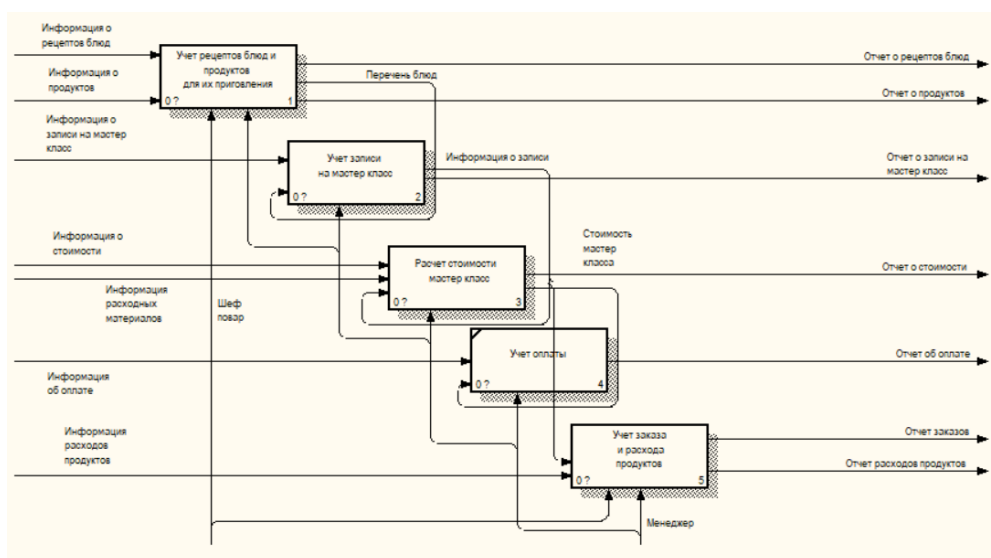 Информация о
рецептов блюд
Учет рецептов блюд и
продуктов
для их приговления
0 ?
1
Отчет о рецептов блюд
Перечень блюд
Информация о
продуктов
Отчет о продуктов
Информация о
записи на мастер
класс
Учет записи
на мастер класс
0 ?
2
Информация о записи
Отчет о записи на
мастер класс
Информация о
стоимости
Расчет стоимости
мастер класс
0 ?
3
Стоимость
мастер
класса
Отчет о стоимости
Информация
расходных
материалов
Шеф
повар
Учет оплаты
0 ?
4
Отчет об оплате
Информация
об оплате
Информация
расходов
продуктов
Учет заказа
и расхода
продуктов
0 ?
5
Отчет заказов
Отчет расходов продуктов
Менеджер